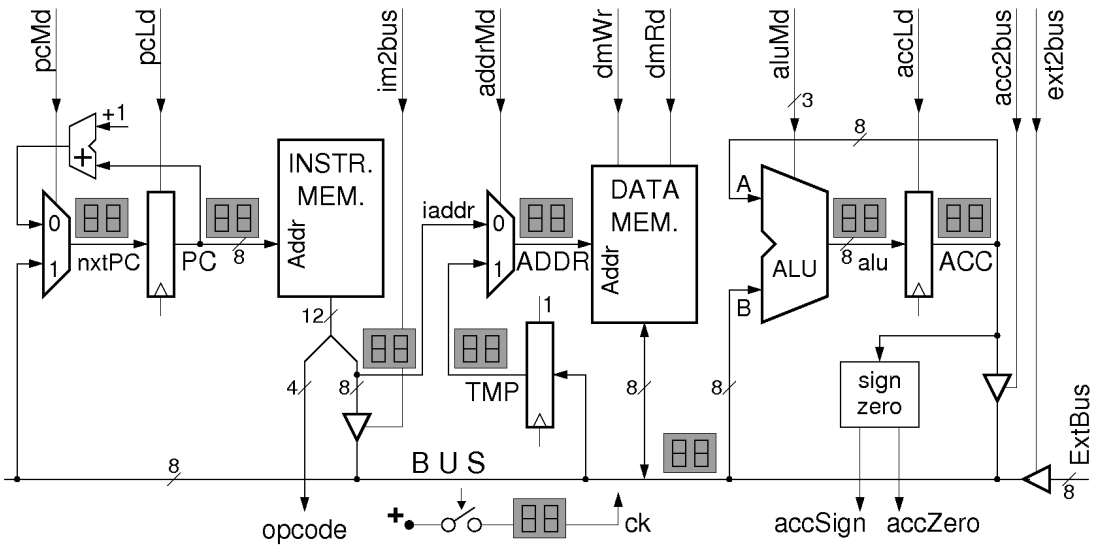 pcMd
pcLd
im2bus
addrMd
dmWr
dmRd
aluMd
accLd
acc2bus
ext2bus
+1
3
8
+
INSTR.
MEM.
Addr
DATA
MEM.
Addr
A
B
ALU
0
1
nxtPC
PC
8
iaddr
0
1
ADDR
8
alu
ACC
12
1
4
8
TMP
8
8
sign
zero
8
BUS
ExtBus
8
opcode
+
ck
accSign
accZero